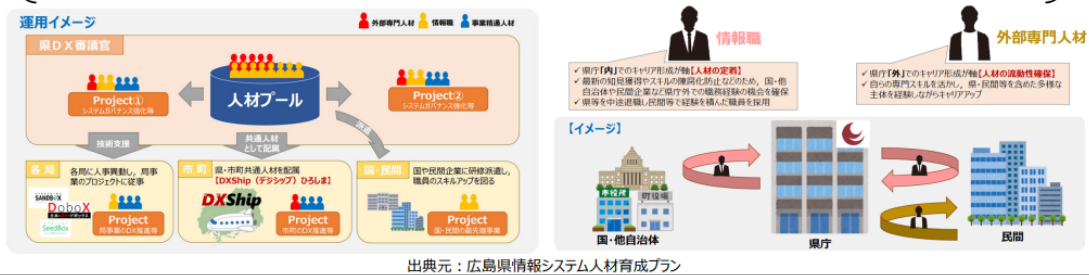 運用イメージ
外部専門人材
情報職
事業精通人材
県DX審議官
Project①
システムガバナンス強化等
人材プール
Project②
システムガバナンス強化等
技術支援
共通人材
として配属
派遣
各局
各局に人事異動し、局事
業のプロジェクトに従事
SANDBOX
DoboX
SeedBox
Project
局事業のDX推進等
市町
県・市町共通人材を配属
【DXShip（デジシップ）ひろしま】
DXShip
ひろしま
Project
市町のDX推進等
国・民間
国や民間企業に研修派遣し、
職員のスキルアップを図る
Project
国・民間の最先端事業
情報職
✓ 県庁「内」でのキャリア形成が軸【人材の定着】
✓ 最新の知見獲得やスキルの陳腐化防止などのため、国・他
自治体や民間企業など県庁外での職務経験の機会を確保
✓ 県等を中途退職し民間等で経験を積んだ職員を採用
外部専門人材
✓ 県庁「外」でのキャリア形成が軸【人材の流動性確保】
✓ 自らの専門スキルを活かし、県・民間等を含めた多様な
主体を経験しながらキャリアアップ
【イメージ】
市役所
町役場
国・他自治体
県庁
民間
出典元：広島県情報システム人材育成プラン